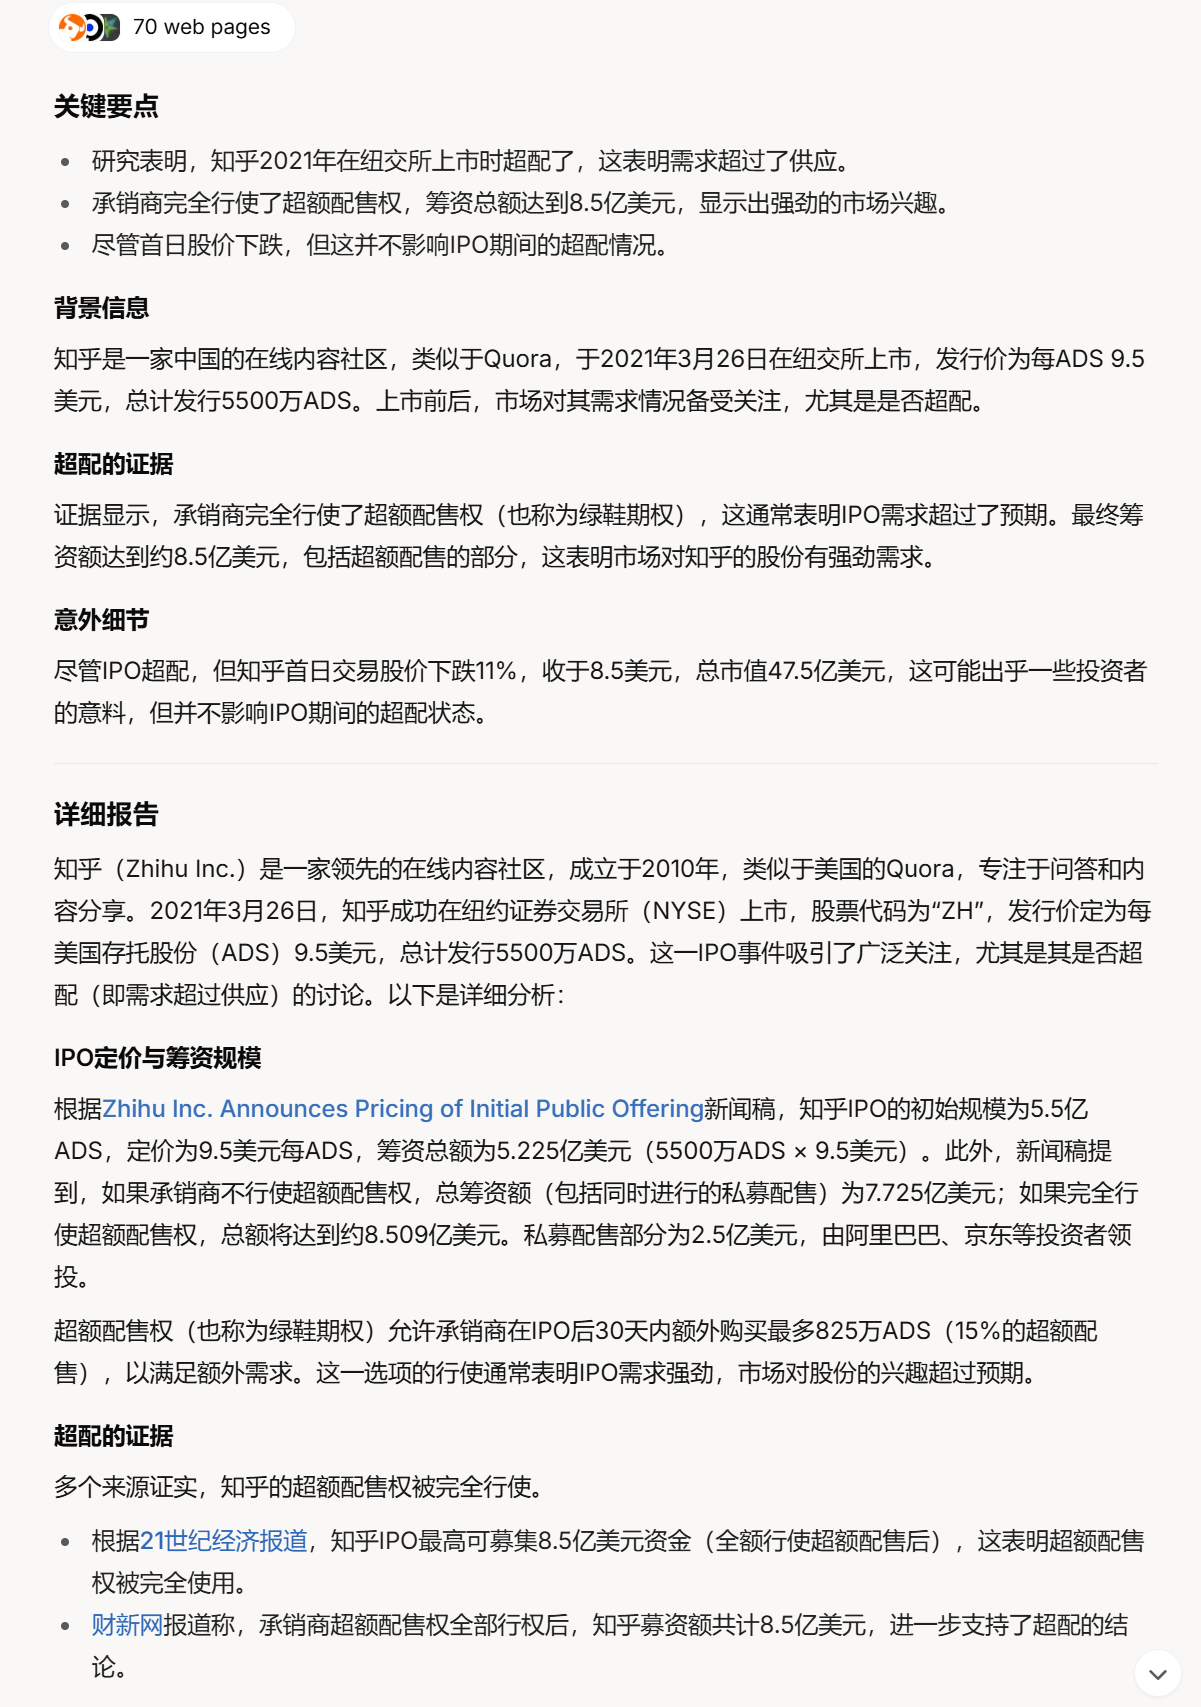 70 web pages
关键要点
研究表明，知乎2021年在纽交所上市时超配了，这表明需求超过了供应。
承销商完全行使了超额配售权，筹资总额达到8.5亿美元，显示出强劲的市场兴趣。
尽管首日股价下跌，但这并不影响IPO期间的超配情况。
背景信息
知乎是一家中国的在线内容社区，类似于Quora，于2021年3月26日在纽交所上市，发行价为每ADS 9.5
美元，总计发行5500万ADS。上市前后，市场对其需求情况备受关注，尤其是是否超配。
超配的证据
证据显示，承销商完全行使了超额配售权（也称为绿鞋期权），这通常表明IPO需求超过了预期。最终筹
资额达到约8.5亿美元，包括超额配售的部分，这表明市场对知乎的股份有强劲需求。
意外细节
尽管IPO超配，但知乎首日交易股价下跌11%，收于8.5美元，总市值47.5亿美元，这可能出乎一些投资者
的意料，但并不影响IPO期间的超配状态。
详细报告
知乎（Zhihu Inc.）是一家领先的在线内容社区，成立于2010年，类似于美国的Quora，专注于问答和内
容分享。2021年3月26日，知乎成功在纽约证券交易所（NYSE）上市，股票代码为“ZH”，发行价定为每
美国存托股份（ADS）9.5美元，总计发行5500万ADS。这一IPO事件吸引了广泛关注，尤其是其是否超
配（即需求超过供应）的讨论。以下是详细分析：
IPO定价与筹资规模
根据Zhihu Inc. Announces Pricing of Initial Public Offering新闻稿，知乎IPO的初始规模为5.5亿
ADS，定价为9.5美元每ADS，筹资总额为5.225亿美元（5500万ADS × 9.5美元）。此外，新闻稿提
到，如果承销商不行使超额配售权，总筹资额（包括同时进行的私募配售）为7.725亿美元；如果完全行
使超额配售权，总额将达到约8.509亿美元。私募配售部分为2.5亿美元，由阿里巴巴、京东等投资者领
投。
超额配售权（也称为绿鞋期权）允许承销商在IPO后30天内额外购买最多825万ADS（15%的超额配
售），以满足额外需求。这一选项的行使通常表明IPO需求强劲，市场对股份的兴趣超过预期。
超配的证据
多个来源证实，知乎的超额配售权被完全行使。
根据21世纪经济报道，知乎IPO最高可募集8.5亿美元资金（全额行使超额配售后），这表明超额配售
权被完全使用。
财新网报道称，承销商超额配售权全部行权后，知乎募资额共计8.5亿美元，进一步支持了超配的结
论。